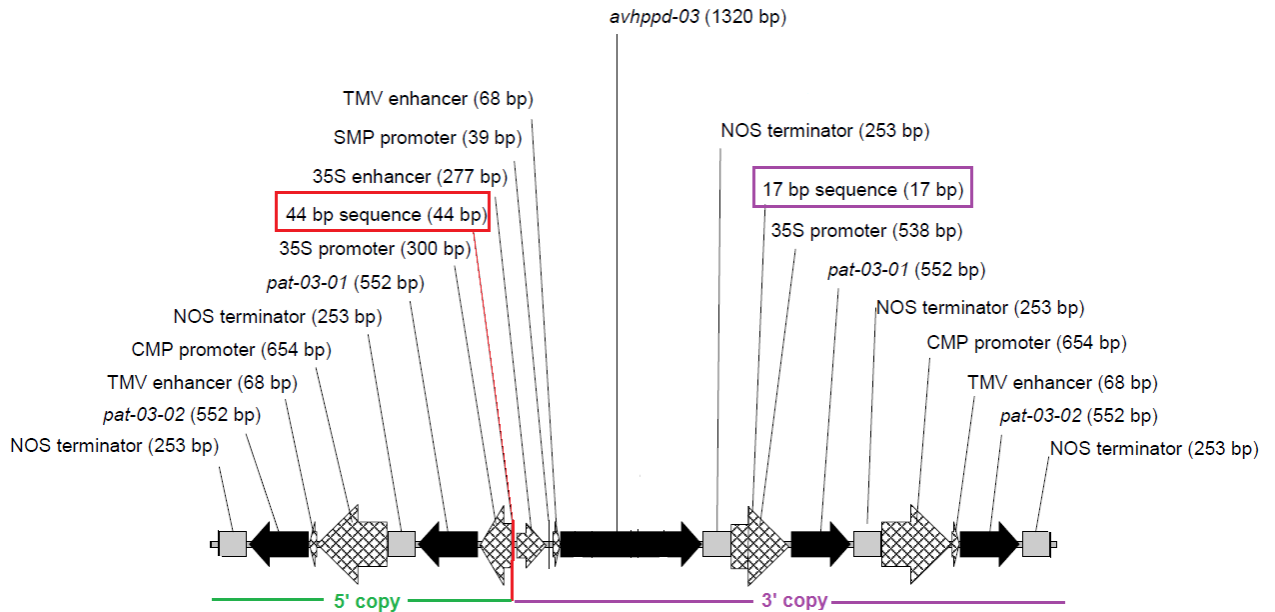 avhppd-03 (1320 bp)
TMV enhancer (68 bp)
SMP promoter (39 bp)
35S enhancer (277 bp)
44 bp sequence (44 bp)
35S promoter (300 bp)
pat-03-01 (552 bp)
NOS terminator (253 bp)
CMP promoter (654 bp)
TMV enhancer (68 bp)
pat-03-02 (552 bp)
NOS terminator (253 bp)
NOS terminator (253 bp)
17 bp sequence (17 bp)
35S promoter (538 bp)
pat-03-01 (552 bp)
NOS terminator (253 bp)
CMP promoter (654 bp)
TMV enhancer (68 bp)
pat-03-02 (552 bp)
NOS terminator (253 bp)
5' copy
3' copy